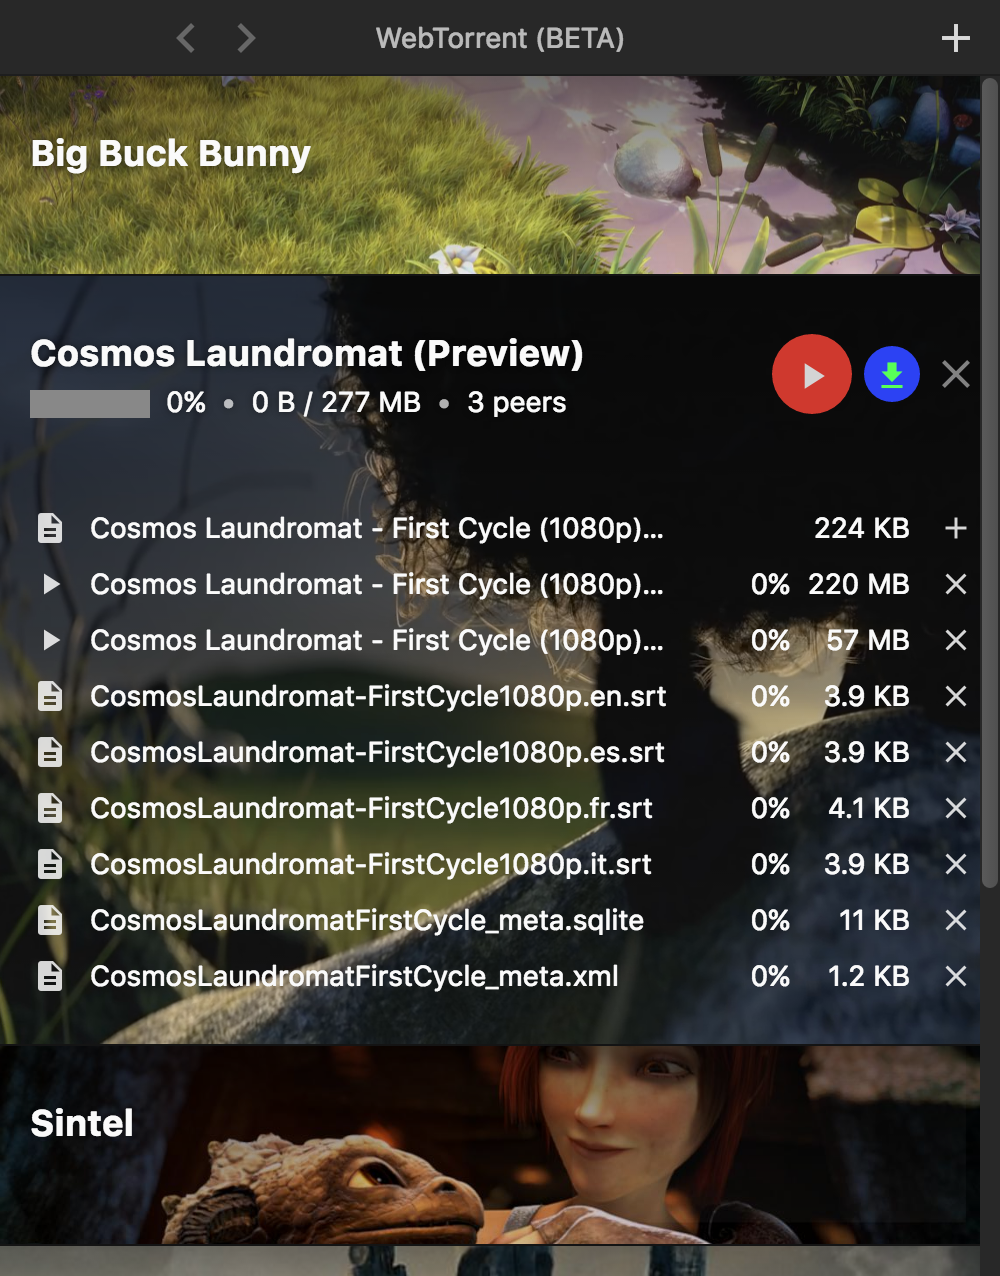 WebTorrent (BETA)
Big Buck Bunny
Cosmos Laundromat (Preview)
0% • 0 B / 277 MB • 3 peers
Cosmos Laundromat - First Cycle (1080p)... 224 KB
Cosmos Laundromat - First Cycle (1080p)... 0% 220 MB
Cosmos Laundromat - First Cycle (1080p)... 0% 57 MB
CosmosLaundromat-FirstCycle1080p.en.srt 0% 3.9 KB
CosmosLaundromat-FirstCycle1080p.es.srt 0% 3.9 KB
CosmosLaundromat-FirstCycle1080p.fr.srt 0% 4.1 KB
CosmosLaundromat-FirstCycle1080p.it.srt 0% 3.9 KB
CosmosLaundromatFirstCycle_meta.sqlite 0% 11 KB
CosmosLaundromatFirstCycle_meta.xml 0% 1.2 KB
Sintel